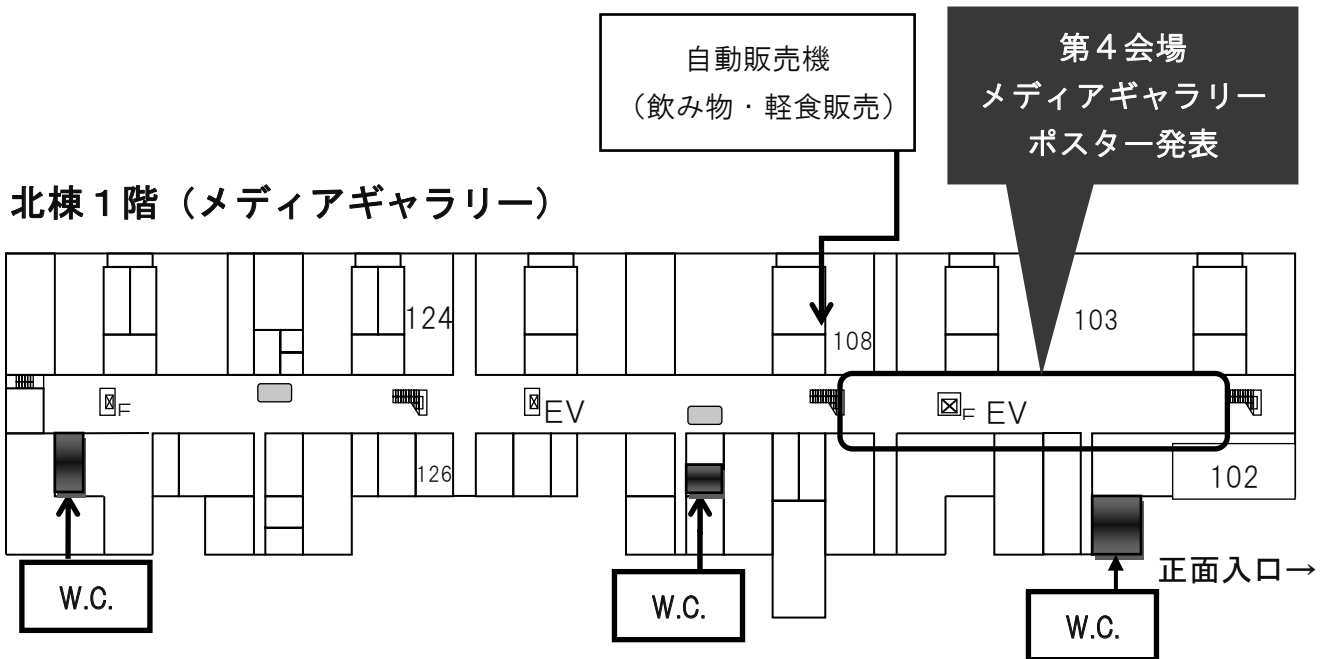 自動販売機
（飲み物・軽食販売）
第４会場
メディアギャラリー
ポスター発表
北棟１階（メディアギャラリー）
124
108
103
E
EV
E EV
126
102
W.C.
W.C.
W.C.
正面入口→